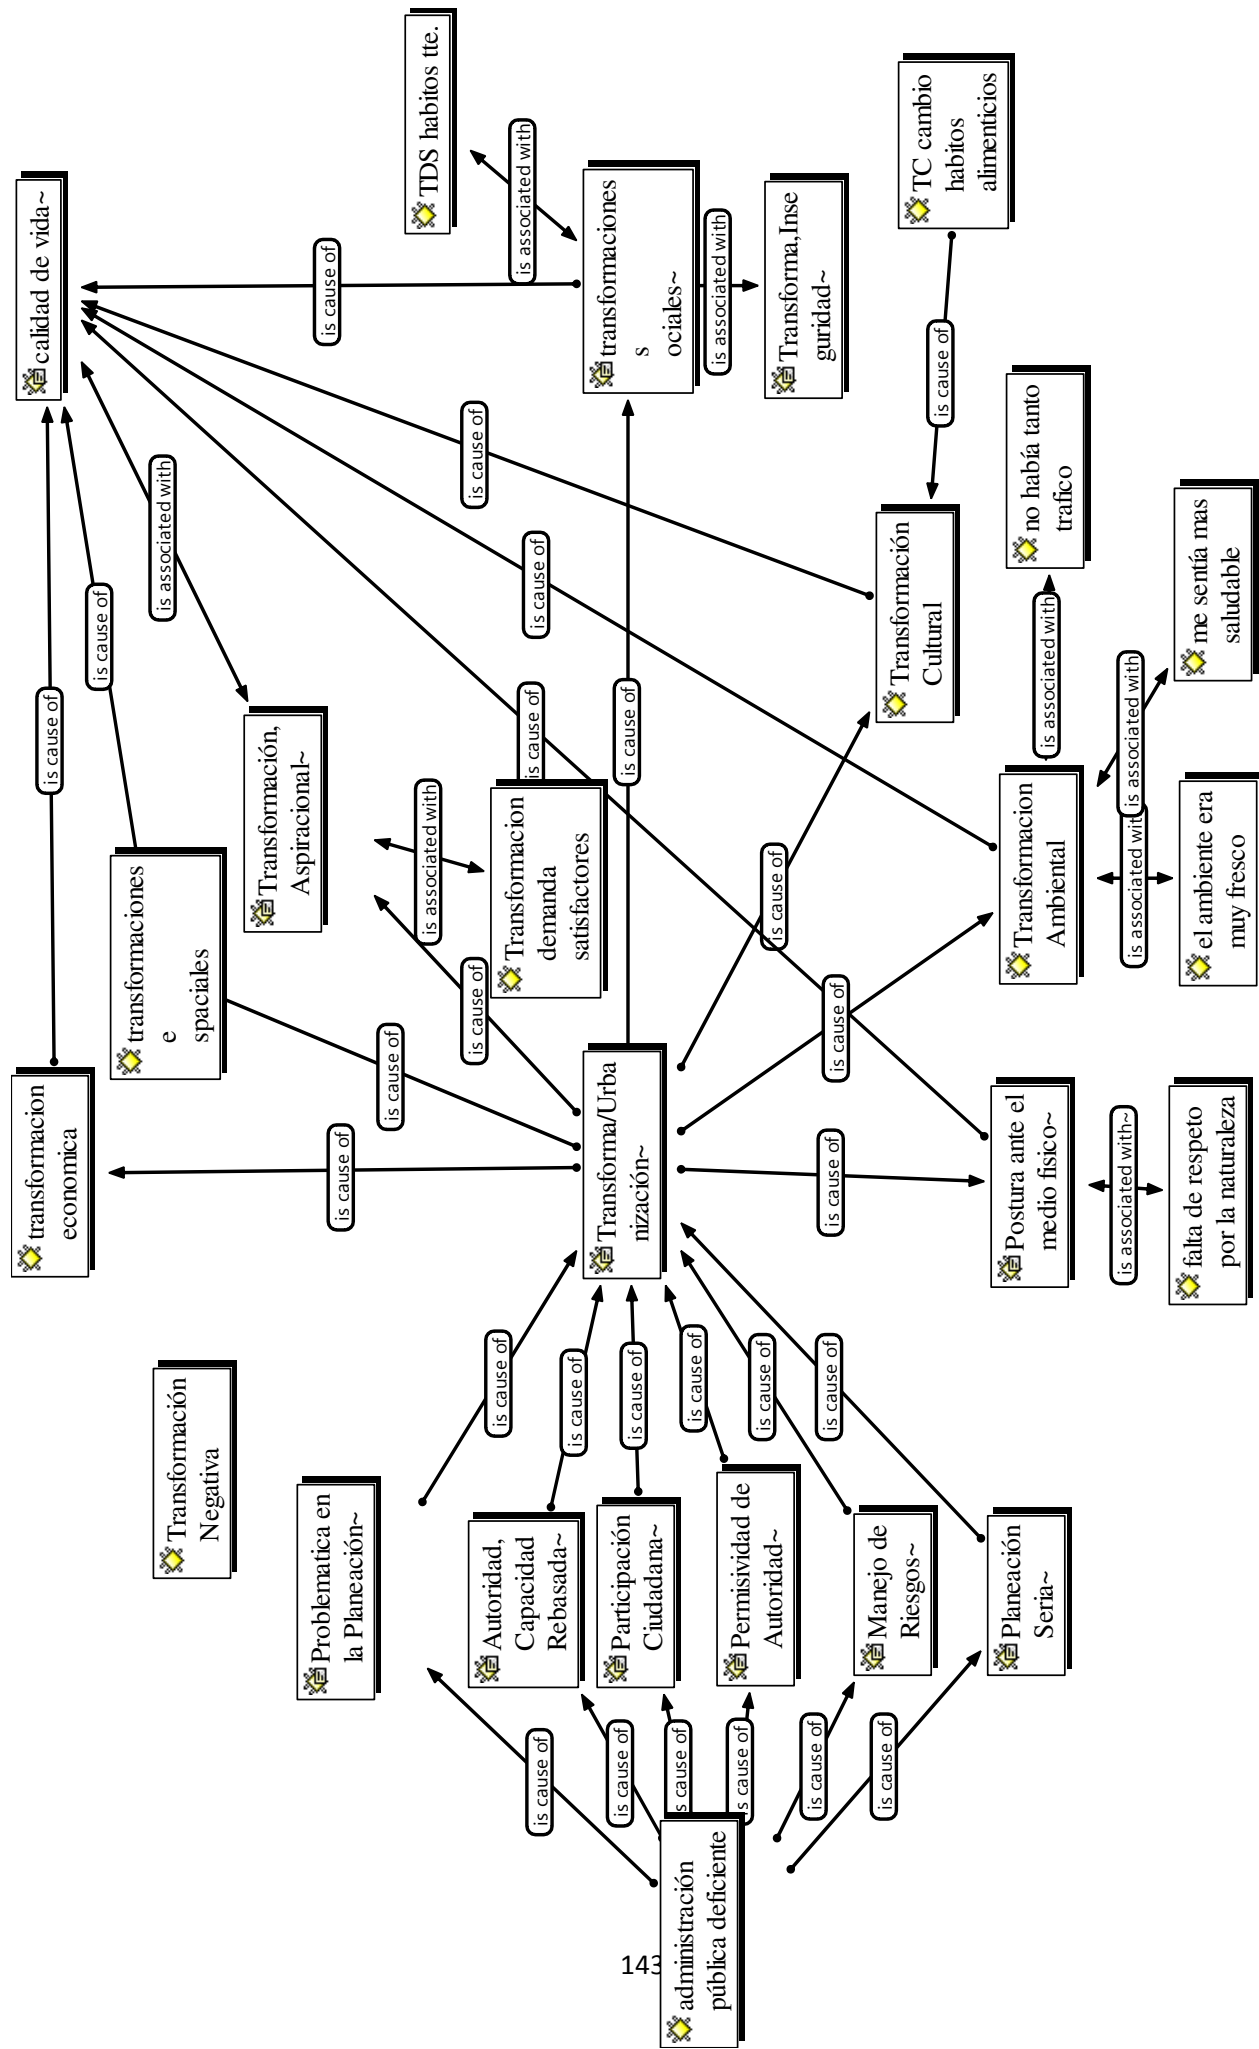 transformacion
economica
calidad de vida~
is cause of
is cause of
transformaciones
e
spaciales
is associated with
Transformación
Negativa
Transformación,
Aspiracional~
is cause of
is cause of
Problematica en
la Planeación~
is cause of
is associated with
TDS habitos tte.
is cause of
is cause of
is cause of
Autoridad,
Capacidad
Rebasada~
Transformacion
demanda
satisfactores
is cause of
is cause of
is cause of
is associated with
is cause of
Participación
Ciudadana~
is cause of
Transforma/Urba
nización~
is cause of
transformaciones
s
ociales~
is cause of
143
administración
pública deficiente
s cause of
is cause of
is associated with
Permisividad de
Autoridad~
s cause of
is cause of
is cause of
Transforma,Inse
guridad~
is cause of
is cause of
is cause of
is cause of
Manejo de
Riesgos~
is cause of
Transformación
Cultural
TC cambio
habitos
alimenticios
is cause of
Planeación
Seria~
Postura ante el
medio fisico~
Transformacion
Ambiental
no había tanto
trafico
is associated with
is associated with~
is associated wit
is associated with
falta de respeto
por la naturaleza
el ambiente era
muy fresco
me sentía mas
saludable